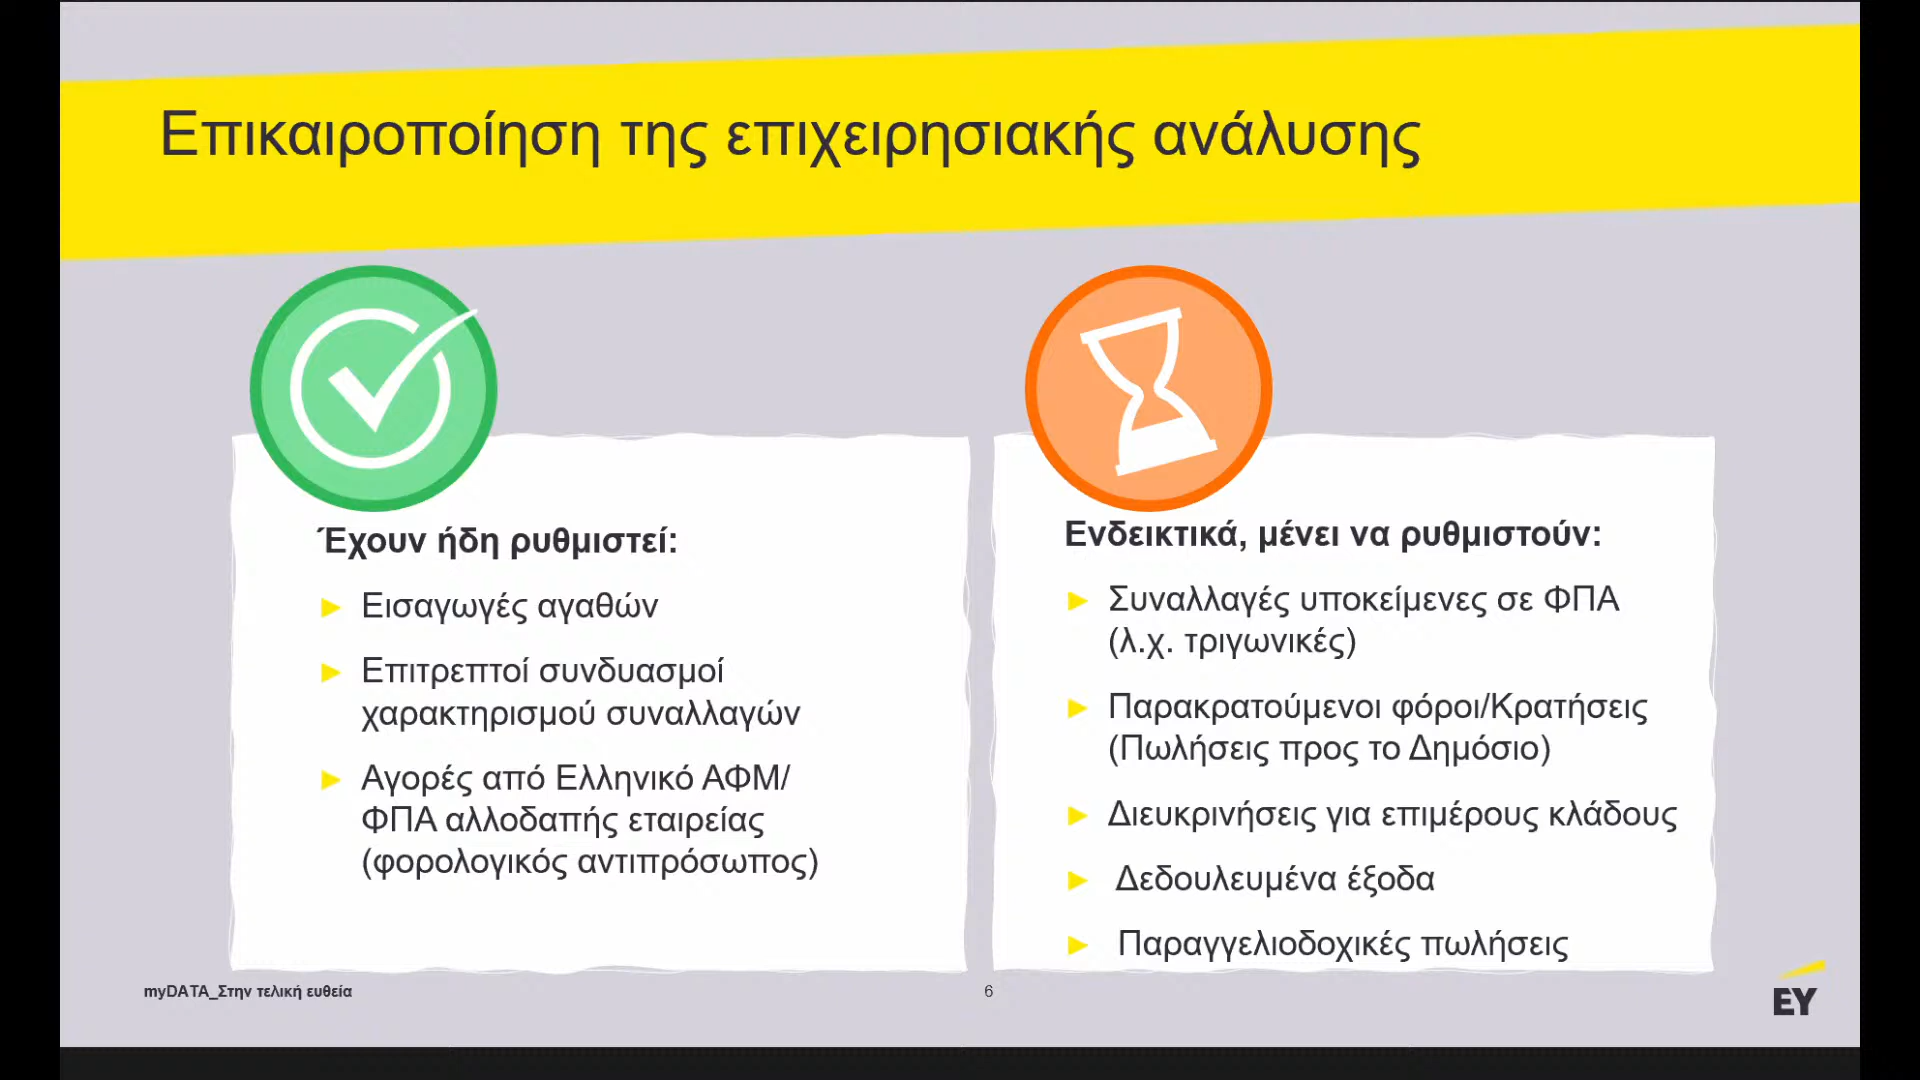 Επικαιροποίηση της επιχειρησιακής ανάλυσης
Έχουν ήδη ρυθμιστεί:
► Εισαγωγές αγαθών
► Επιτρεπτοί συνδυασμοί
χαρακτηρισμού συναλλαγών
► Αγορές από Ελληνικό ΑΦΜ/
ΦΠΑ αλλοδαπής εταιρείας
(φορολογικός αντιπρόσωπος)
Ενδεικτικά, μένει να ρυθμιστούν:
► Συναλλαγές υποκείμενες σε ΦΠΑ
(λ.χ. τριγωνικές)
► Παρακρατούμενοι φόροι/Κρατήσεις
(Πωλήσεις προς το Δημόσιο)
► Διευκρινήσεις για επιμέρους κλάδους
► Δεδουλευμένα έξοδα
► Παραγγελιοδοχικές πωλήσεις
myDATA_Στην τελική ευθεία
6
EY